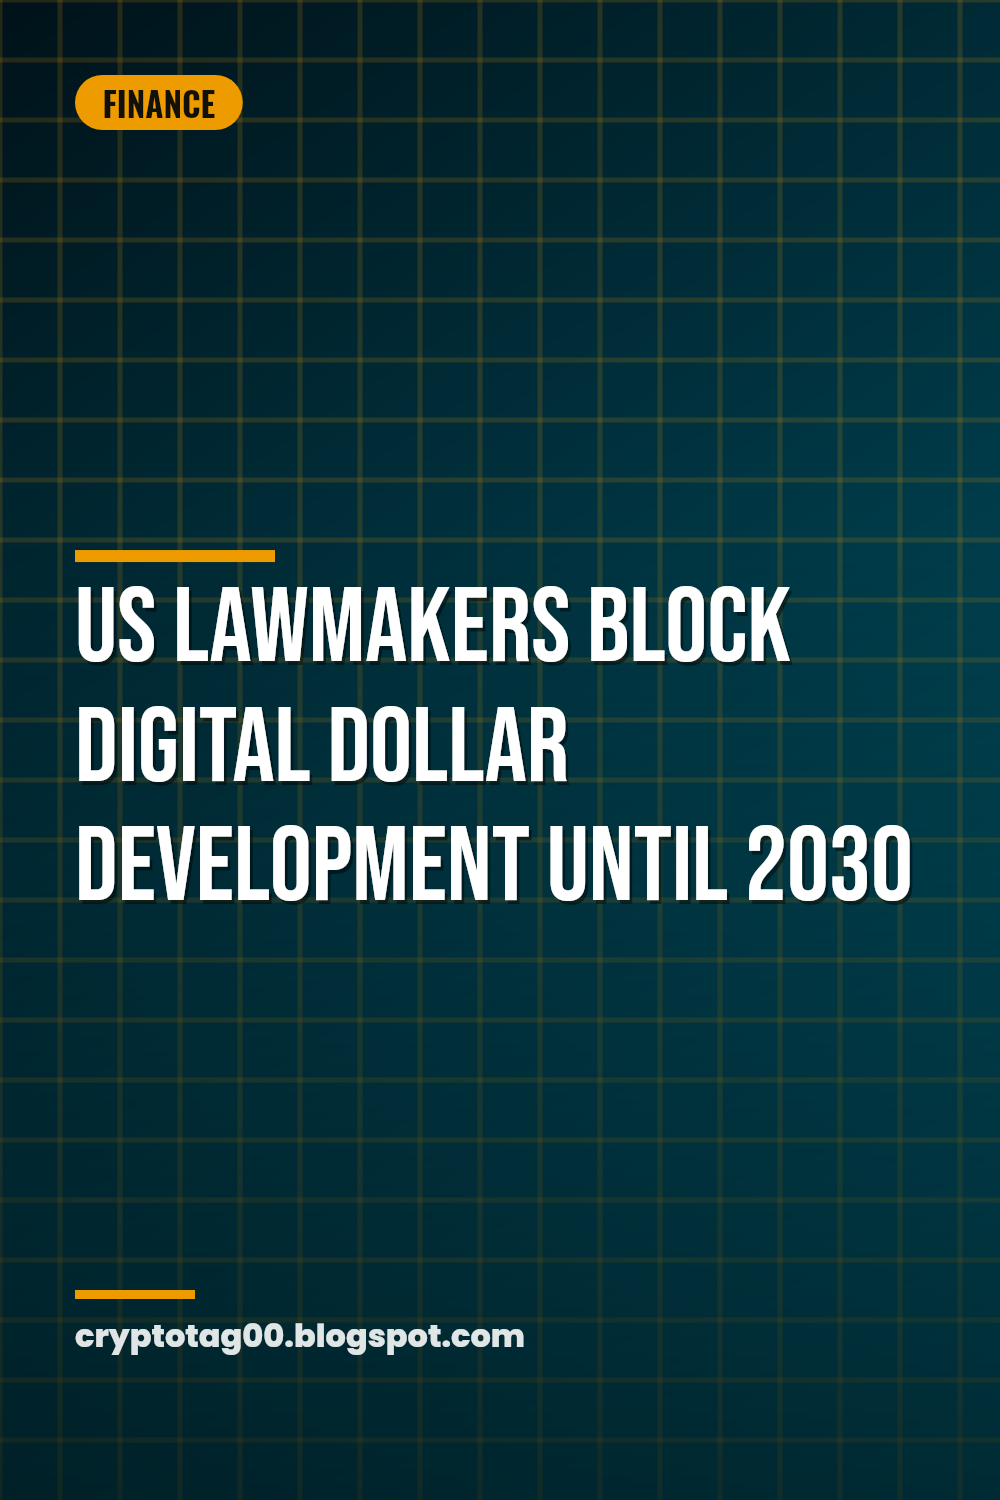 FINANCE
US LAWMAKERS BLOCK
DIGITAL DOLLAR
DEVELOPMENT UNTIL 2030
cryptotag00.blogspot.com